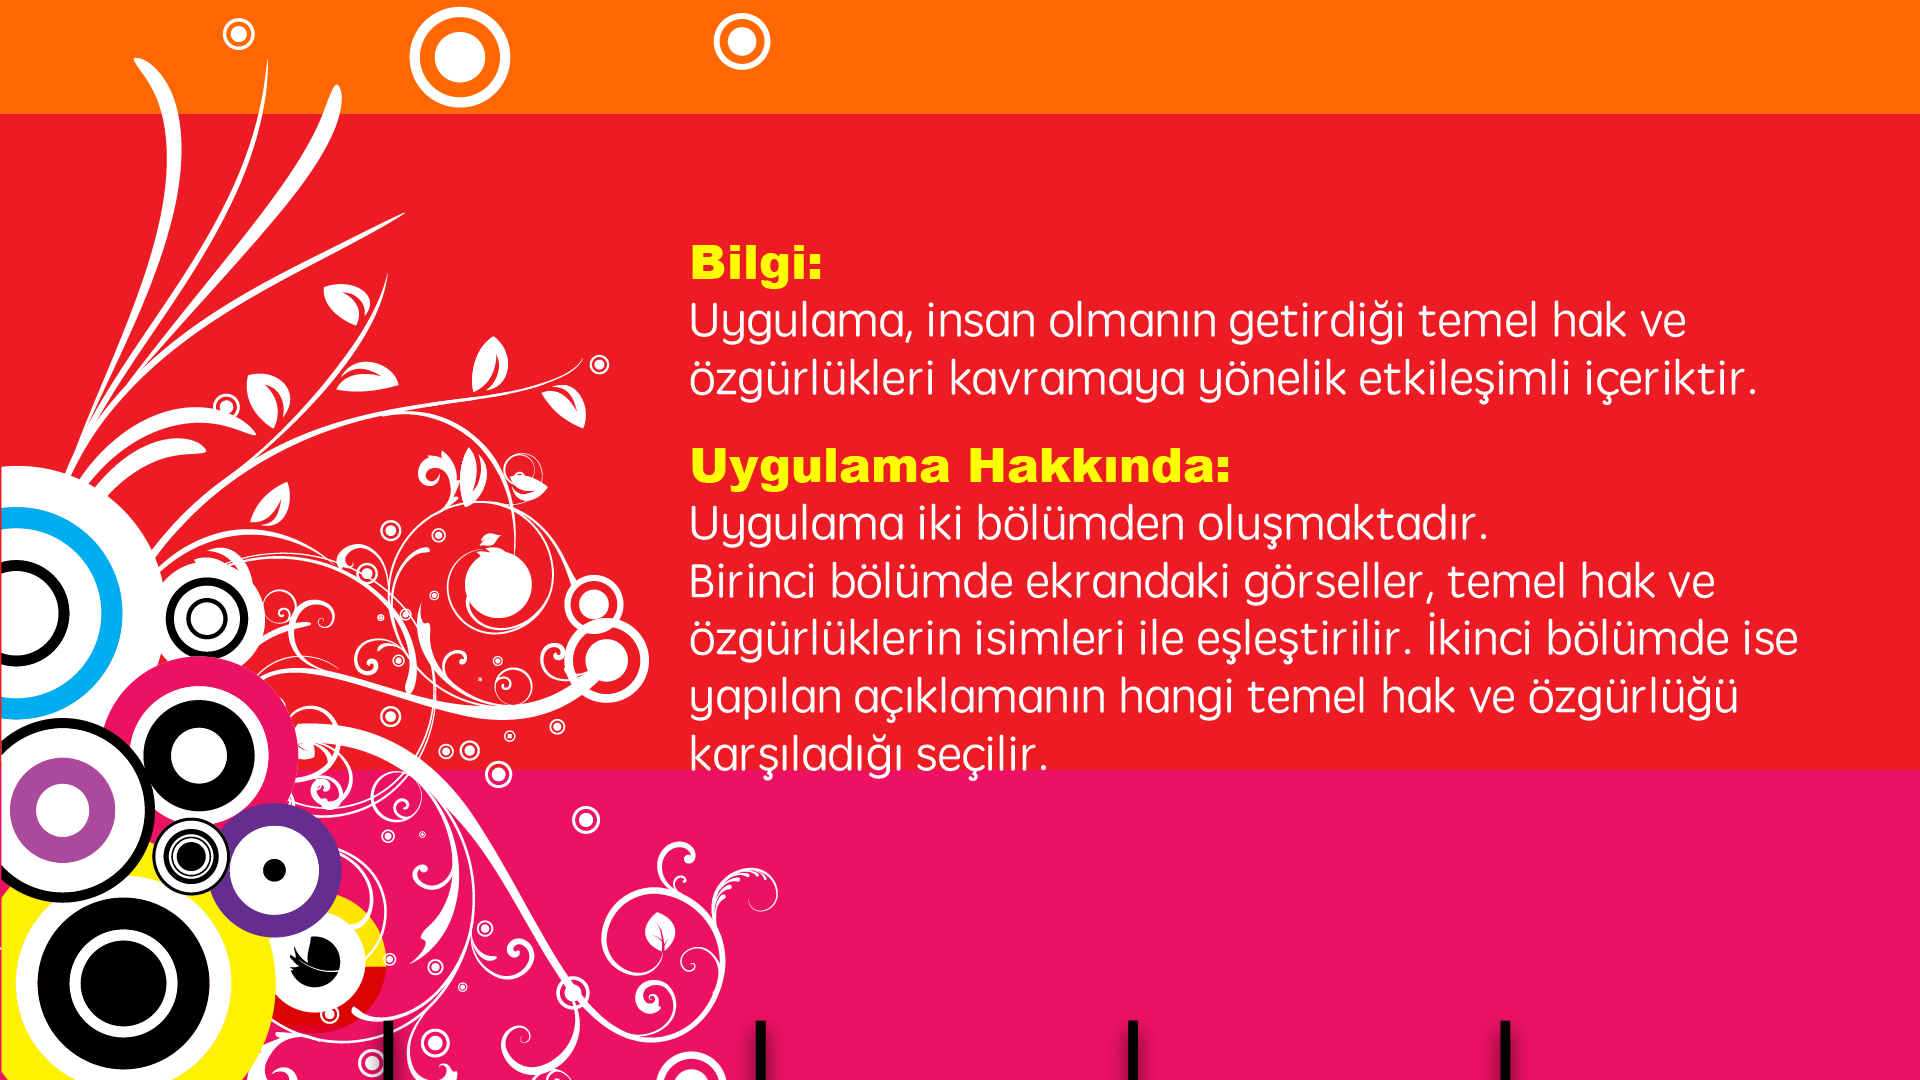 Bilgi:
Uygulama, insan olmanın getirdiği temel hak ve
özgürlükleri kavramaya yönelik etkileşimli içeriktir.
Uygulama Hakkında:
Uygulama iki bölümden oluşmaktadır.
Birinci bölümde ekrandaki görseller, temel hak ve
özgürlüklerin isimleri ile eşleştirilir. İkinci bölümde ise
yapılan açıklamanın hangi temel hak ve özgürlüğü
karşıladığı seçilir.